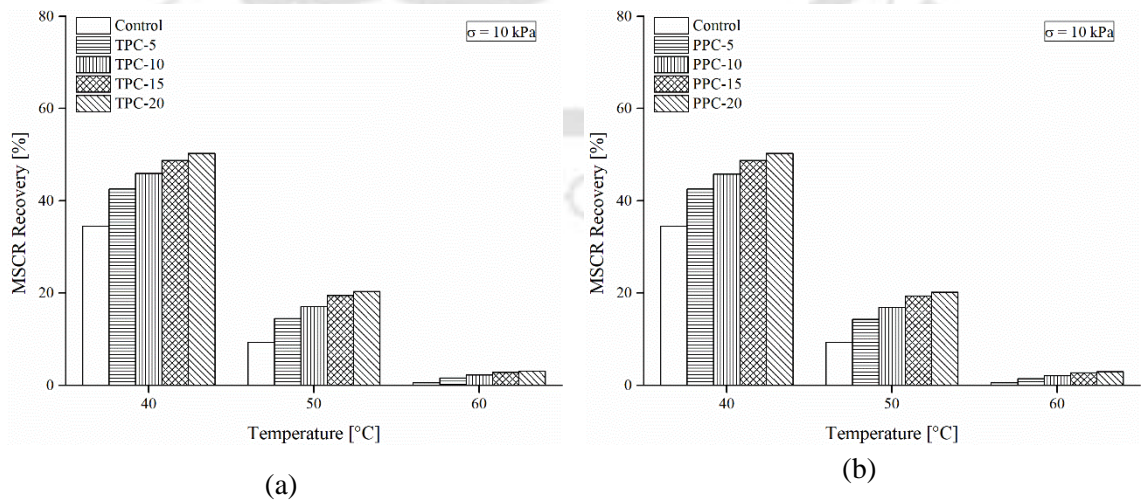 80
60
40
20
0
MSCR Recovery [%]
Control
TPC-5
TPC-10
TPC-15
TPC-20
σ = 10 kPa
40 50 60
Temperature [°C]
(a)
80
60
40
20
0
MSCR Recovery [%]
Control
PPC-5
PPC-10
PPC-15
PPC-20
σ = 10 kPa
40 50 60
Temperature [°C]
(b)